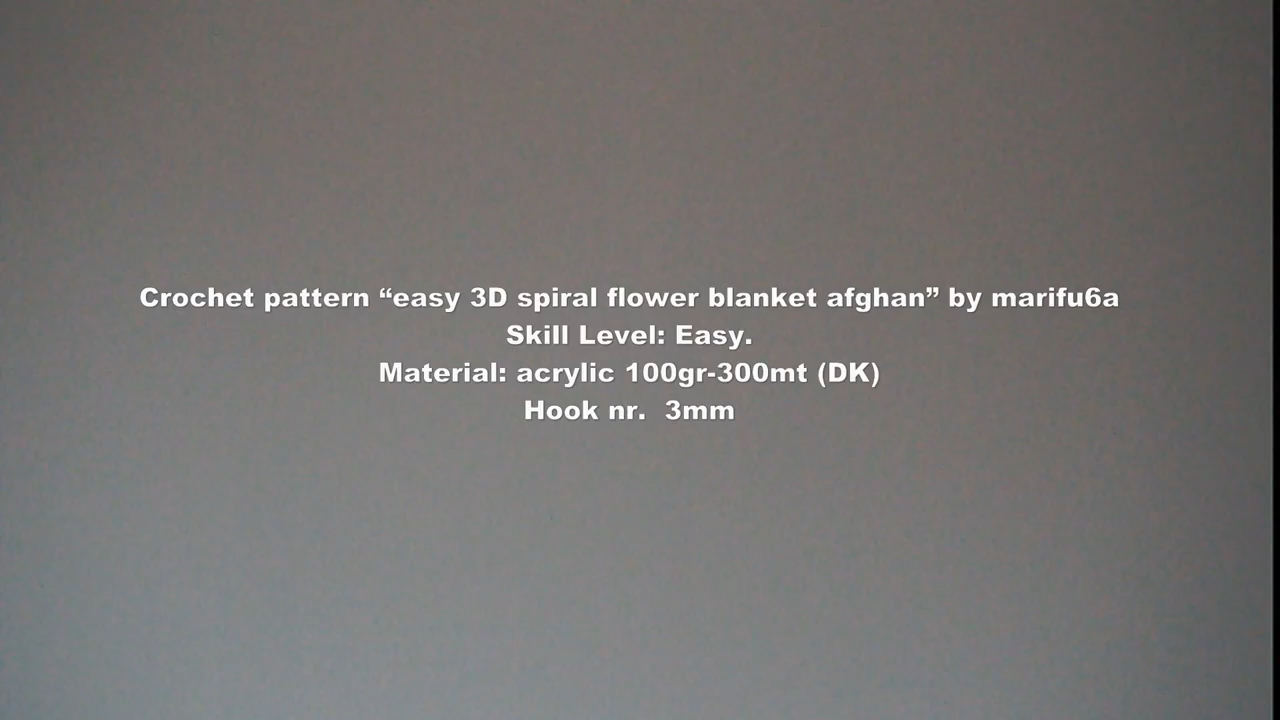 Crochet pattern “easy 3D spiral flower blanket afghan” by marifu6a
Skill Level: Easy.
Material: acrylic 100gr-300mt (DK)
Hook nr.  3mm